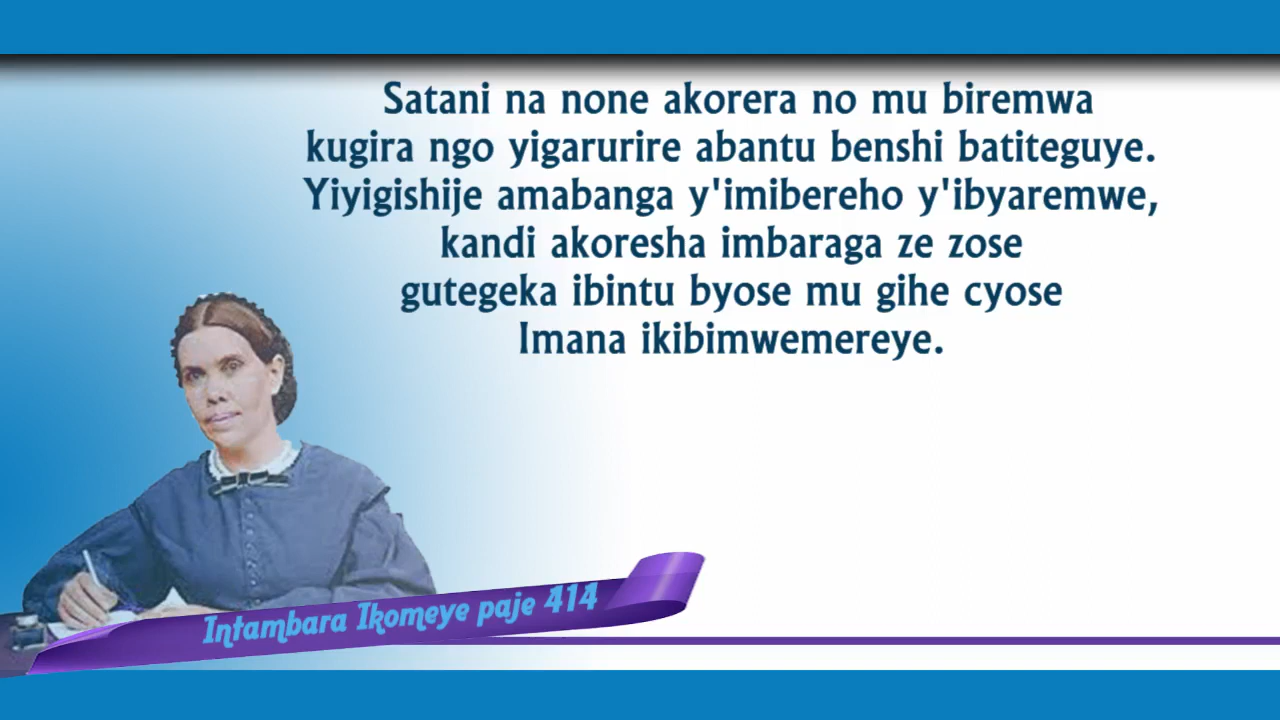 Satani na none akorera no mu biremwa
kugira ngo yigarurire abantu benshi batiteguye.
Yiyigishije amabanga y'imibereho y'ibyaremwe,
kandi akoresha imbaraga ze zose
gutegeka ibintu byose mu gihe cyose
Imana ikibimwemereye.
Intambara Ikomeye paje 414